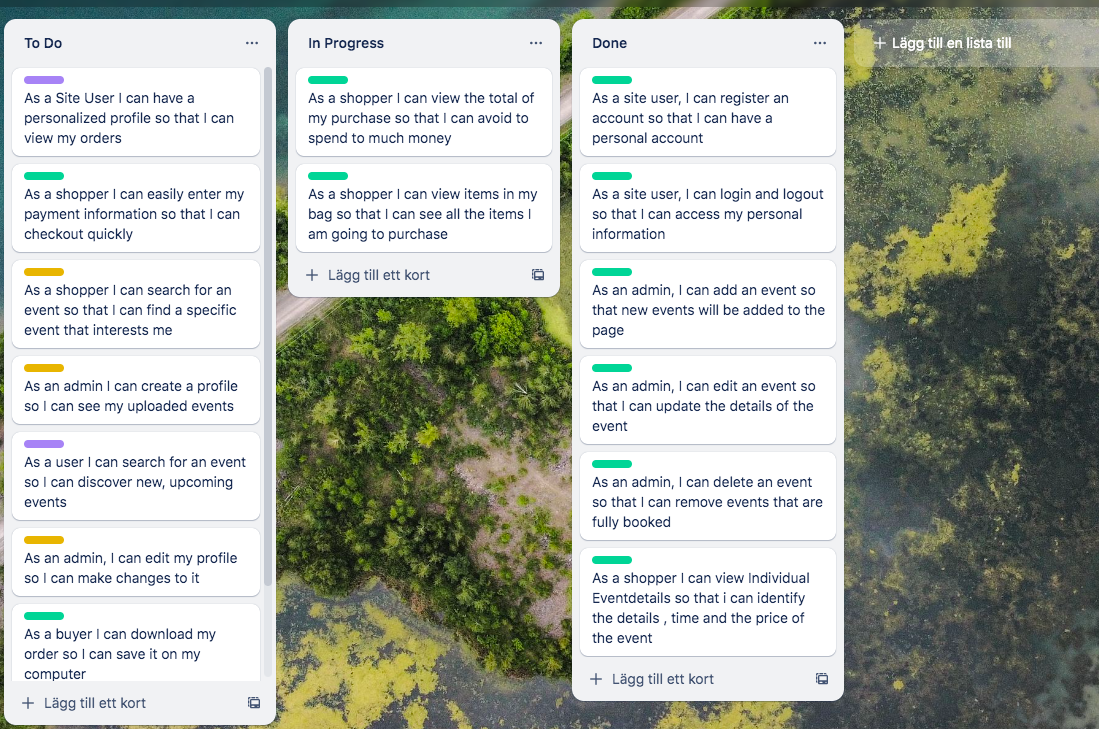 To Do
As a Site User I can have a
personalized profile so that I can
view my orders
As a shopper I can easily enter my
payment information so that I can
checkout quickly
As a shopper I can search for an
event so that I can find a specific
event that interests me
As an admin I can create a profile
so I can see my uploaded events
As a user I can search for an event
so I can discover new, upcoming
events
As an admin, I can edit my profile
so I can make changes to it
As a buyer I can download my
order so I can save it on my
computer
+ Lägg till ett kort
In Progress
As a shopper I can view the total of
my purchase so that I can avoid to
spend to much money
As a shopper I can view items in my
bag so that I can see all the items I
am going to purchase
+ Lägg till ett kort
Done
As a site user, I can register an
account so that I can have a
personal account
As a site user, I can login and logout
so that I can access my personal
information
As an admin, I can add an event so
that new events will be added to the
page
As an admin, I can edit an event so
that I can update the details of the
event
As an admin, I can delete an event
so that I can remove events that are
fully booked
As a shopper I can view Individual
Eventdetails so that i can identify
the details , time and the price of
the event
+ Lägg till ett kort
+ Lägg till en lista till